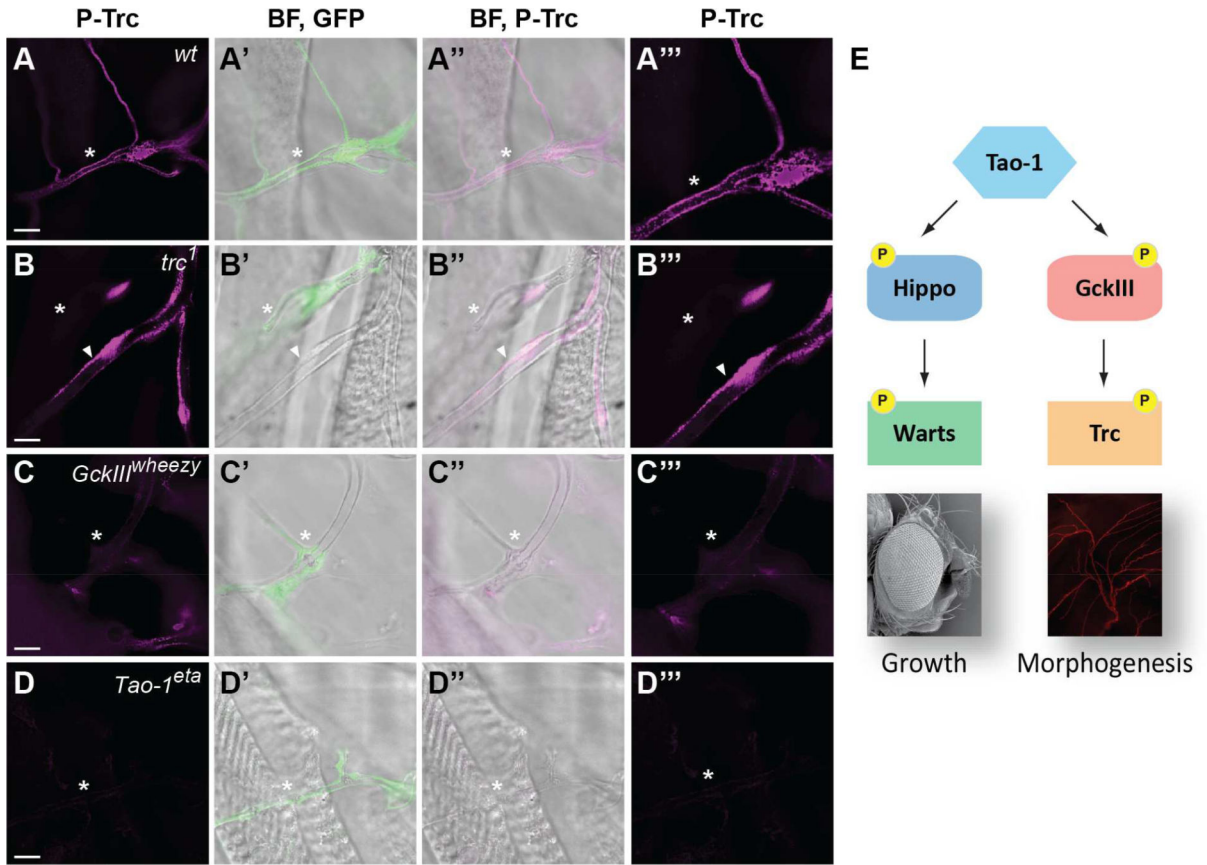 P-Trc BF, GFP BF, P-Trc P-Trc
A wt A’ A’’ A’’’ E
* * * *
B trc1 B’ B’’ B’’’
* * * *
C GckIIIwheezy C’ C’’ C’’’
* * * *
D Tao-1eta D’ D’’ D’’’
* * * *
Tao-1
P P
Hippo GckIII
P P
Warts Trc
Growth Morphogenesis